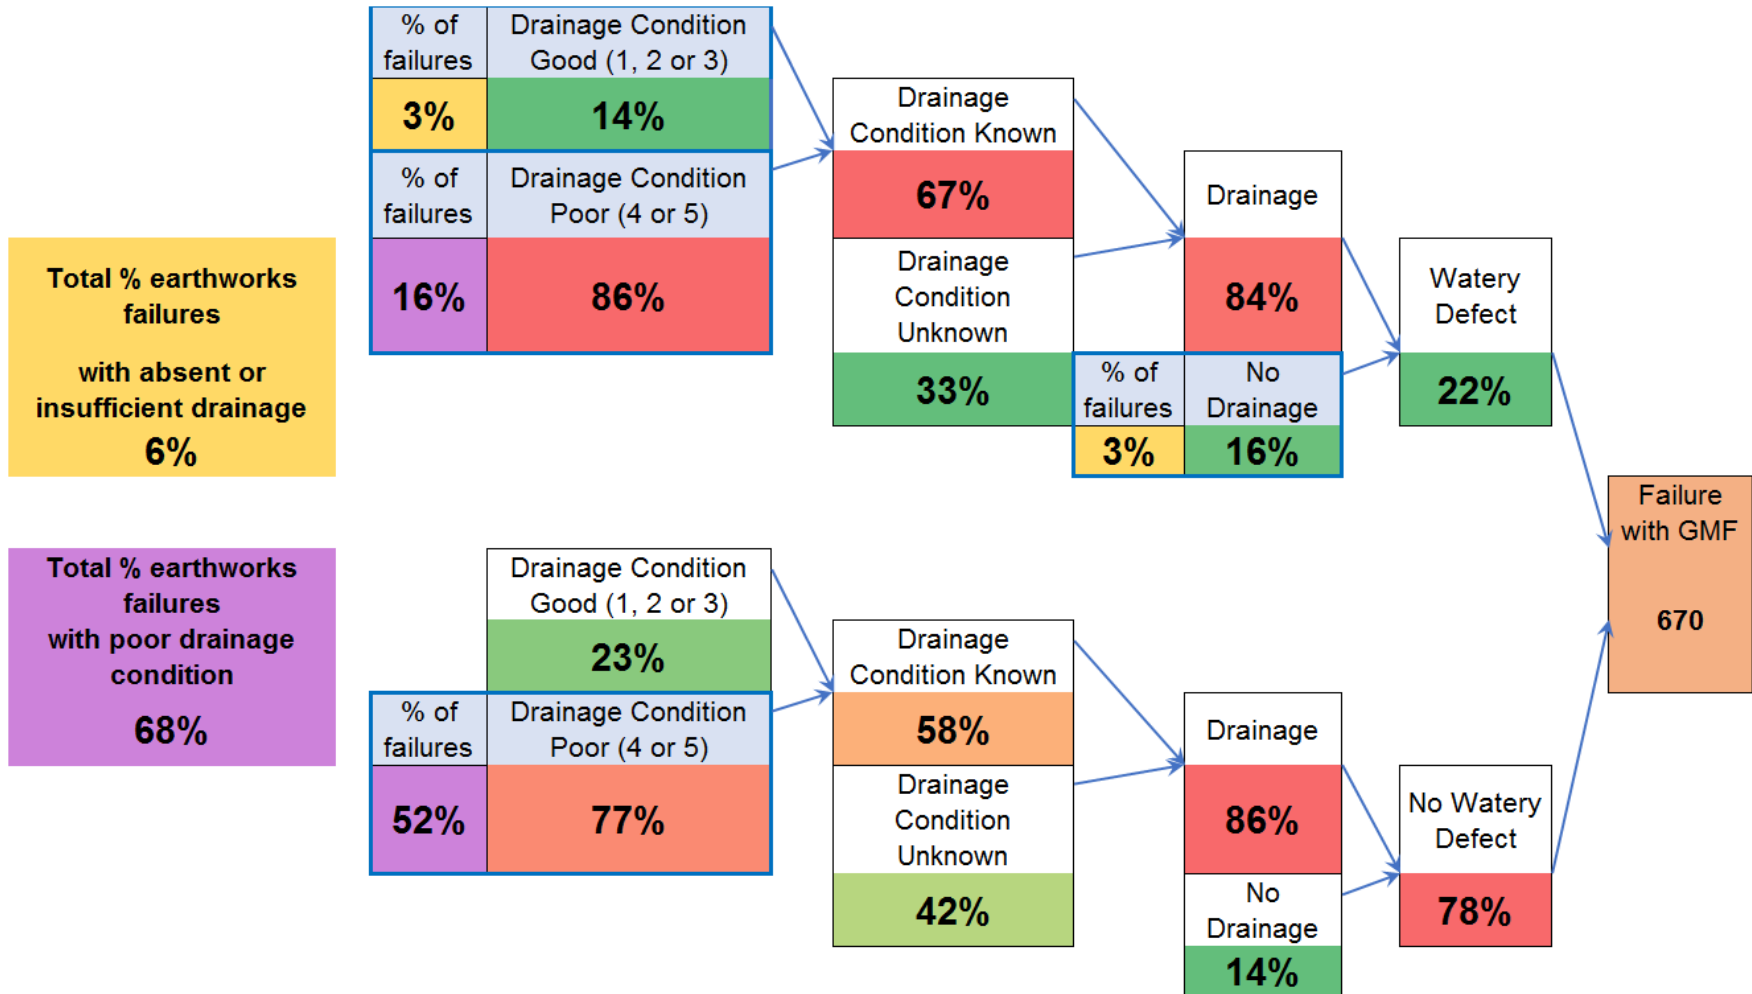 % of
failures
Drainage Condition
Good (1, 2 or 3)
3%
14%
% of
failures
Drainage Condition
Poor (4 or 5)
16%
86%
Drainage
Condition Known
67%
Drainage
Condition
Unknown
33%
Drainage
84%
% of
failures
No
Drainage
3%
16%
Watery
Defect
22%
Total % earthworks
failures
with absent or
insufficient drainage
6%
Failure
with GMF
670
Total % earthworks
failures
with poor drainage
condition
68%
Drainage Condition
Good (1, 2 or 3)
23%
% of
failures
Drainage Condition
Poor (4 or 5)
52%
77%
Drainage
Condition Known
58%
Drainage
Condition
Unknown
42%
Drainage
86%
No
Drainage
14%
No Watery
Defect
78%